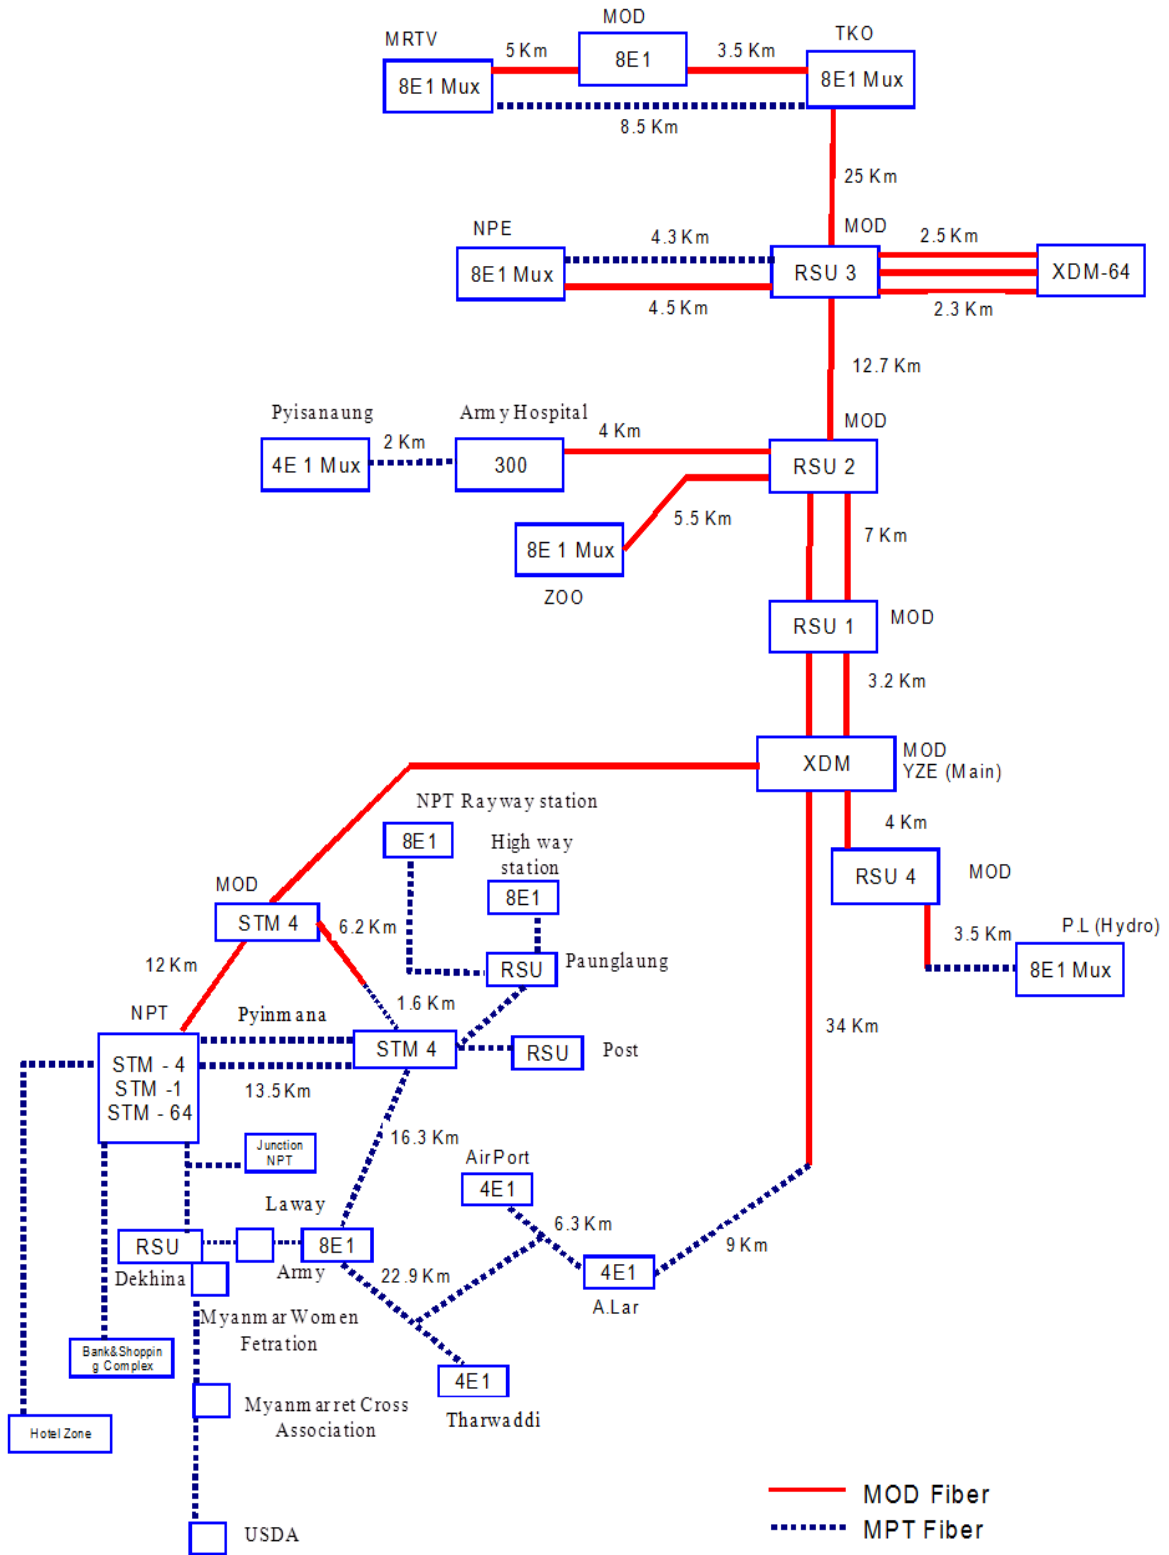 MOD
MRTV
TKO
5 Km
8E1
3.5 Km
8E1 Mux
8E1 Mux
8.5 Km
25 Km
MOD
NPE
4.3 Km
2.5 Km
8E1 Mux
RSU 3
XDM-64
4.5 Km
2.3 Km
12.7 Km
Pyisanaung
Army Hospital
MOD
2 Km
4 Km
4E 1 Mux
300
RSU 2
5.5 Km
7 Km
8E 1 Mux
ZOO
RSU 1
MOD
3.2 Km
XDM
MOD
YZE (Main)
NPT Rayway station
4 Km
8E1
High way
station
RSU 4
MOD
MOD
8E1
STM 4
6.2 Km
3.5 Km
P.L (Hydro)
12 Km
RSU
Paunglaung
8E1 Mux
1.6 Km
NPT
Pyinmana
34 Km
STM - 4
STM -1
STM - 64
STM 4
RSU
Post
13.5Km
16.3 Km
Junction
NPT
AirPort
4E1
Laway
6.3 Km
9 Km
RSU
8E1
Dekhina
Army
22.9 Km
4E1
A.Lar
Myanmar Women
Fetration
Bank&Shoppin
g Complex
4E1
Myanmarret Cross
Association
Tharwaddi
Hotel Zone
MOD Fiber
MPT Fiber
USDA